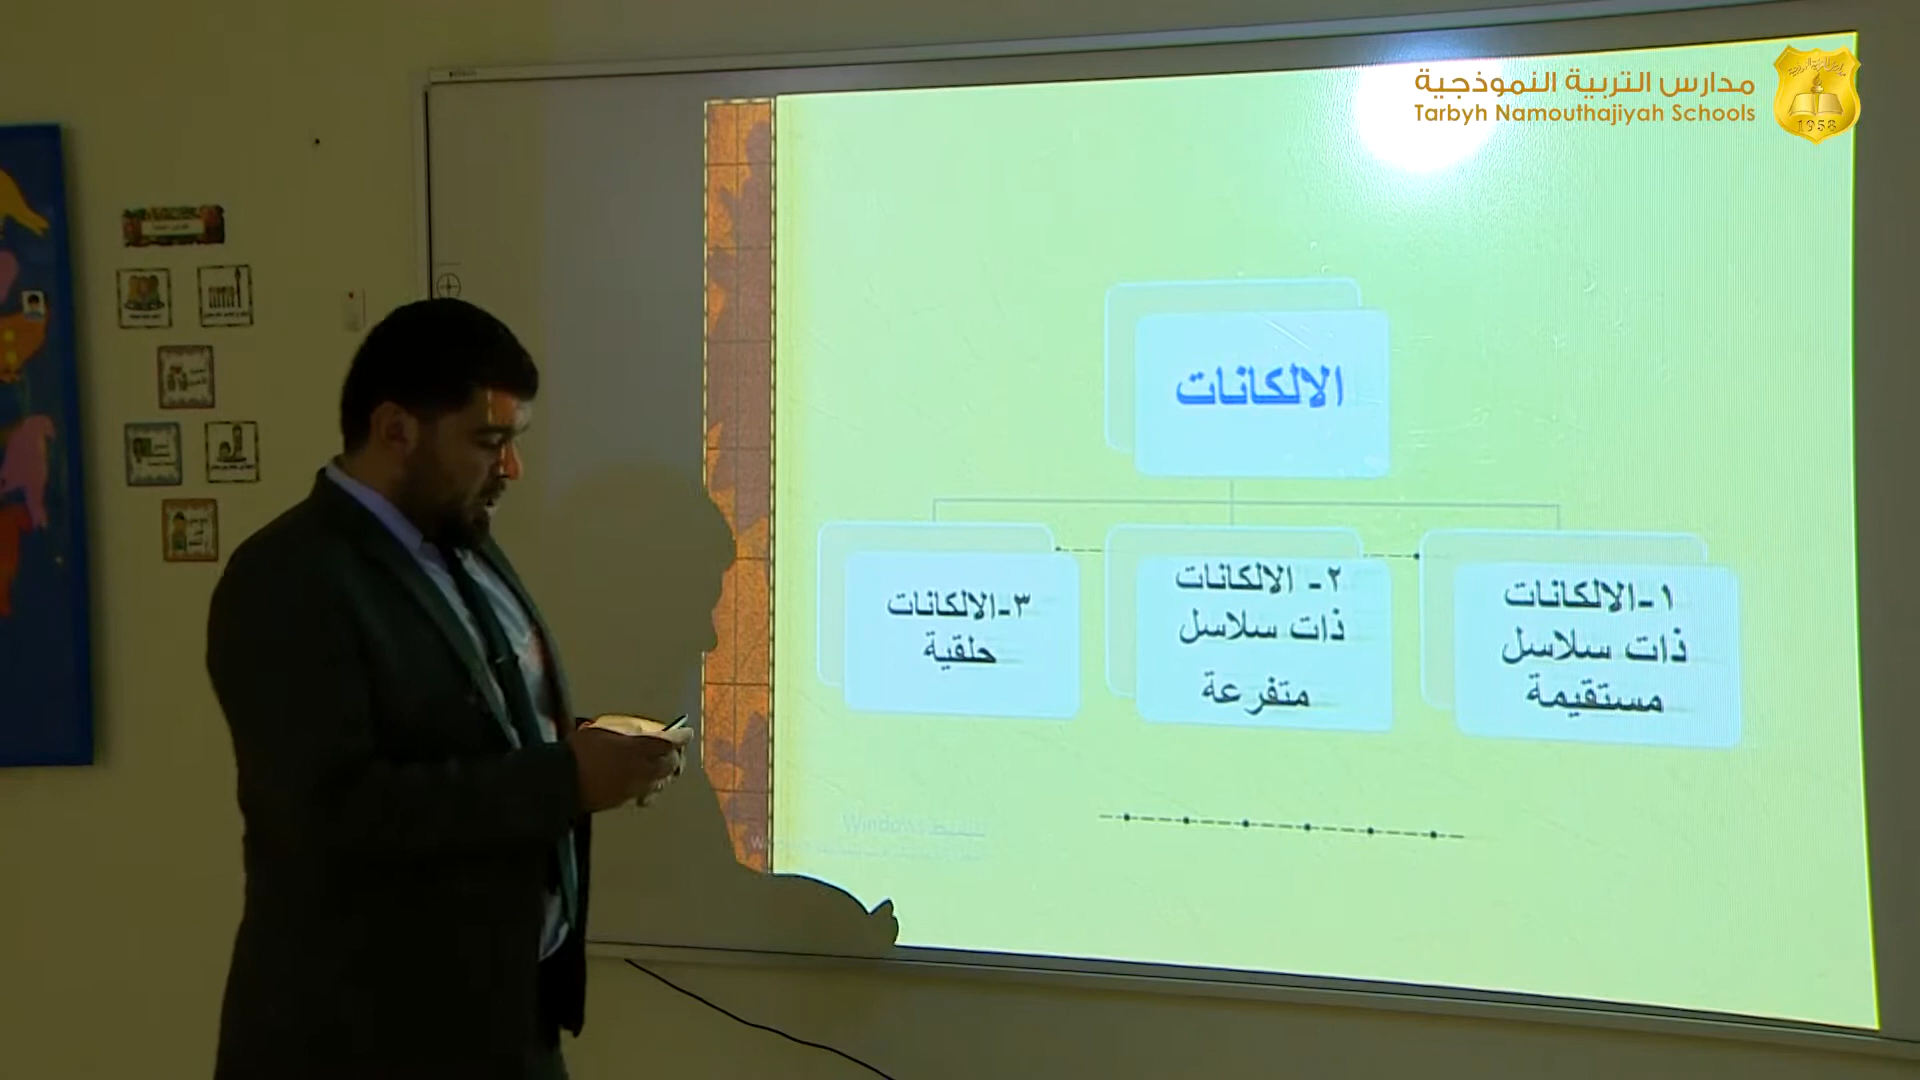 مدارس التربية النموذجية
Tarbyh Namouthajiyah Schools
1958
الالكانات
١-الالكانات
ذات سلاسل
مستقيمة
٢- الالكانات
ذات سلاسل
متفرعة
٣-الالكانات
حلقية
Windows